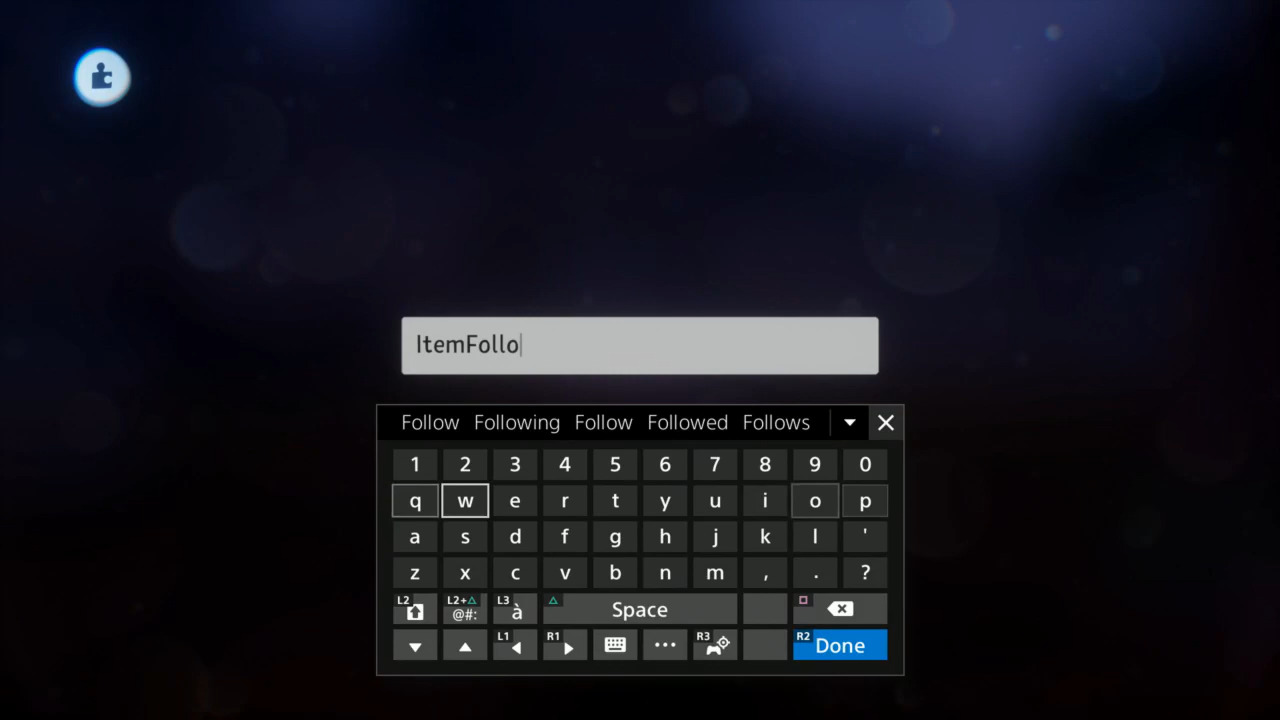 ItemFollo
Follow Following Follow Followed Follows
1 2 3 4 5 6 7 8 9 0
q w e r t y u i o p
a s d f g h j k l '
z x c v b n m , . ?
L2 L2+△ @#: L3 à △ Space □
L1 R1 ... R3 R2 Done